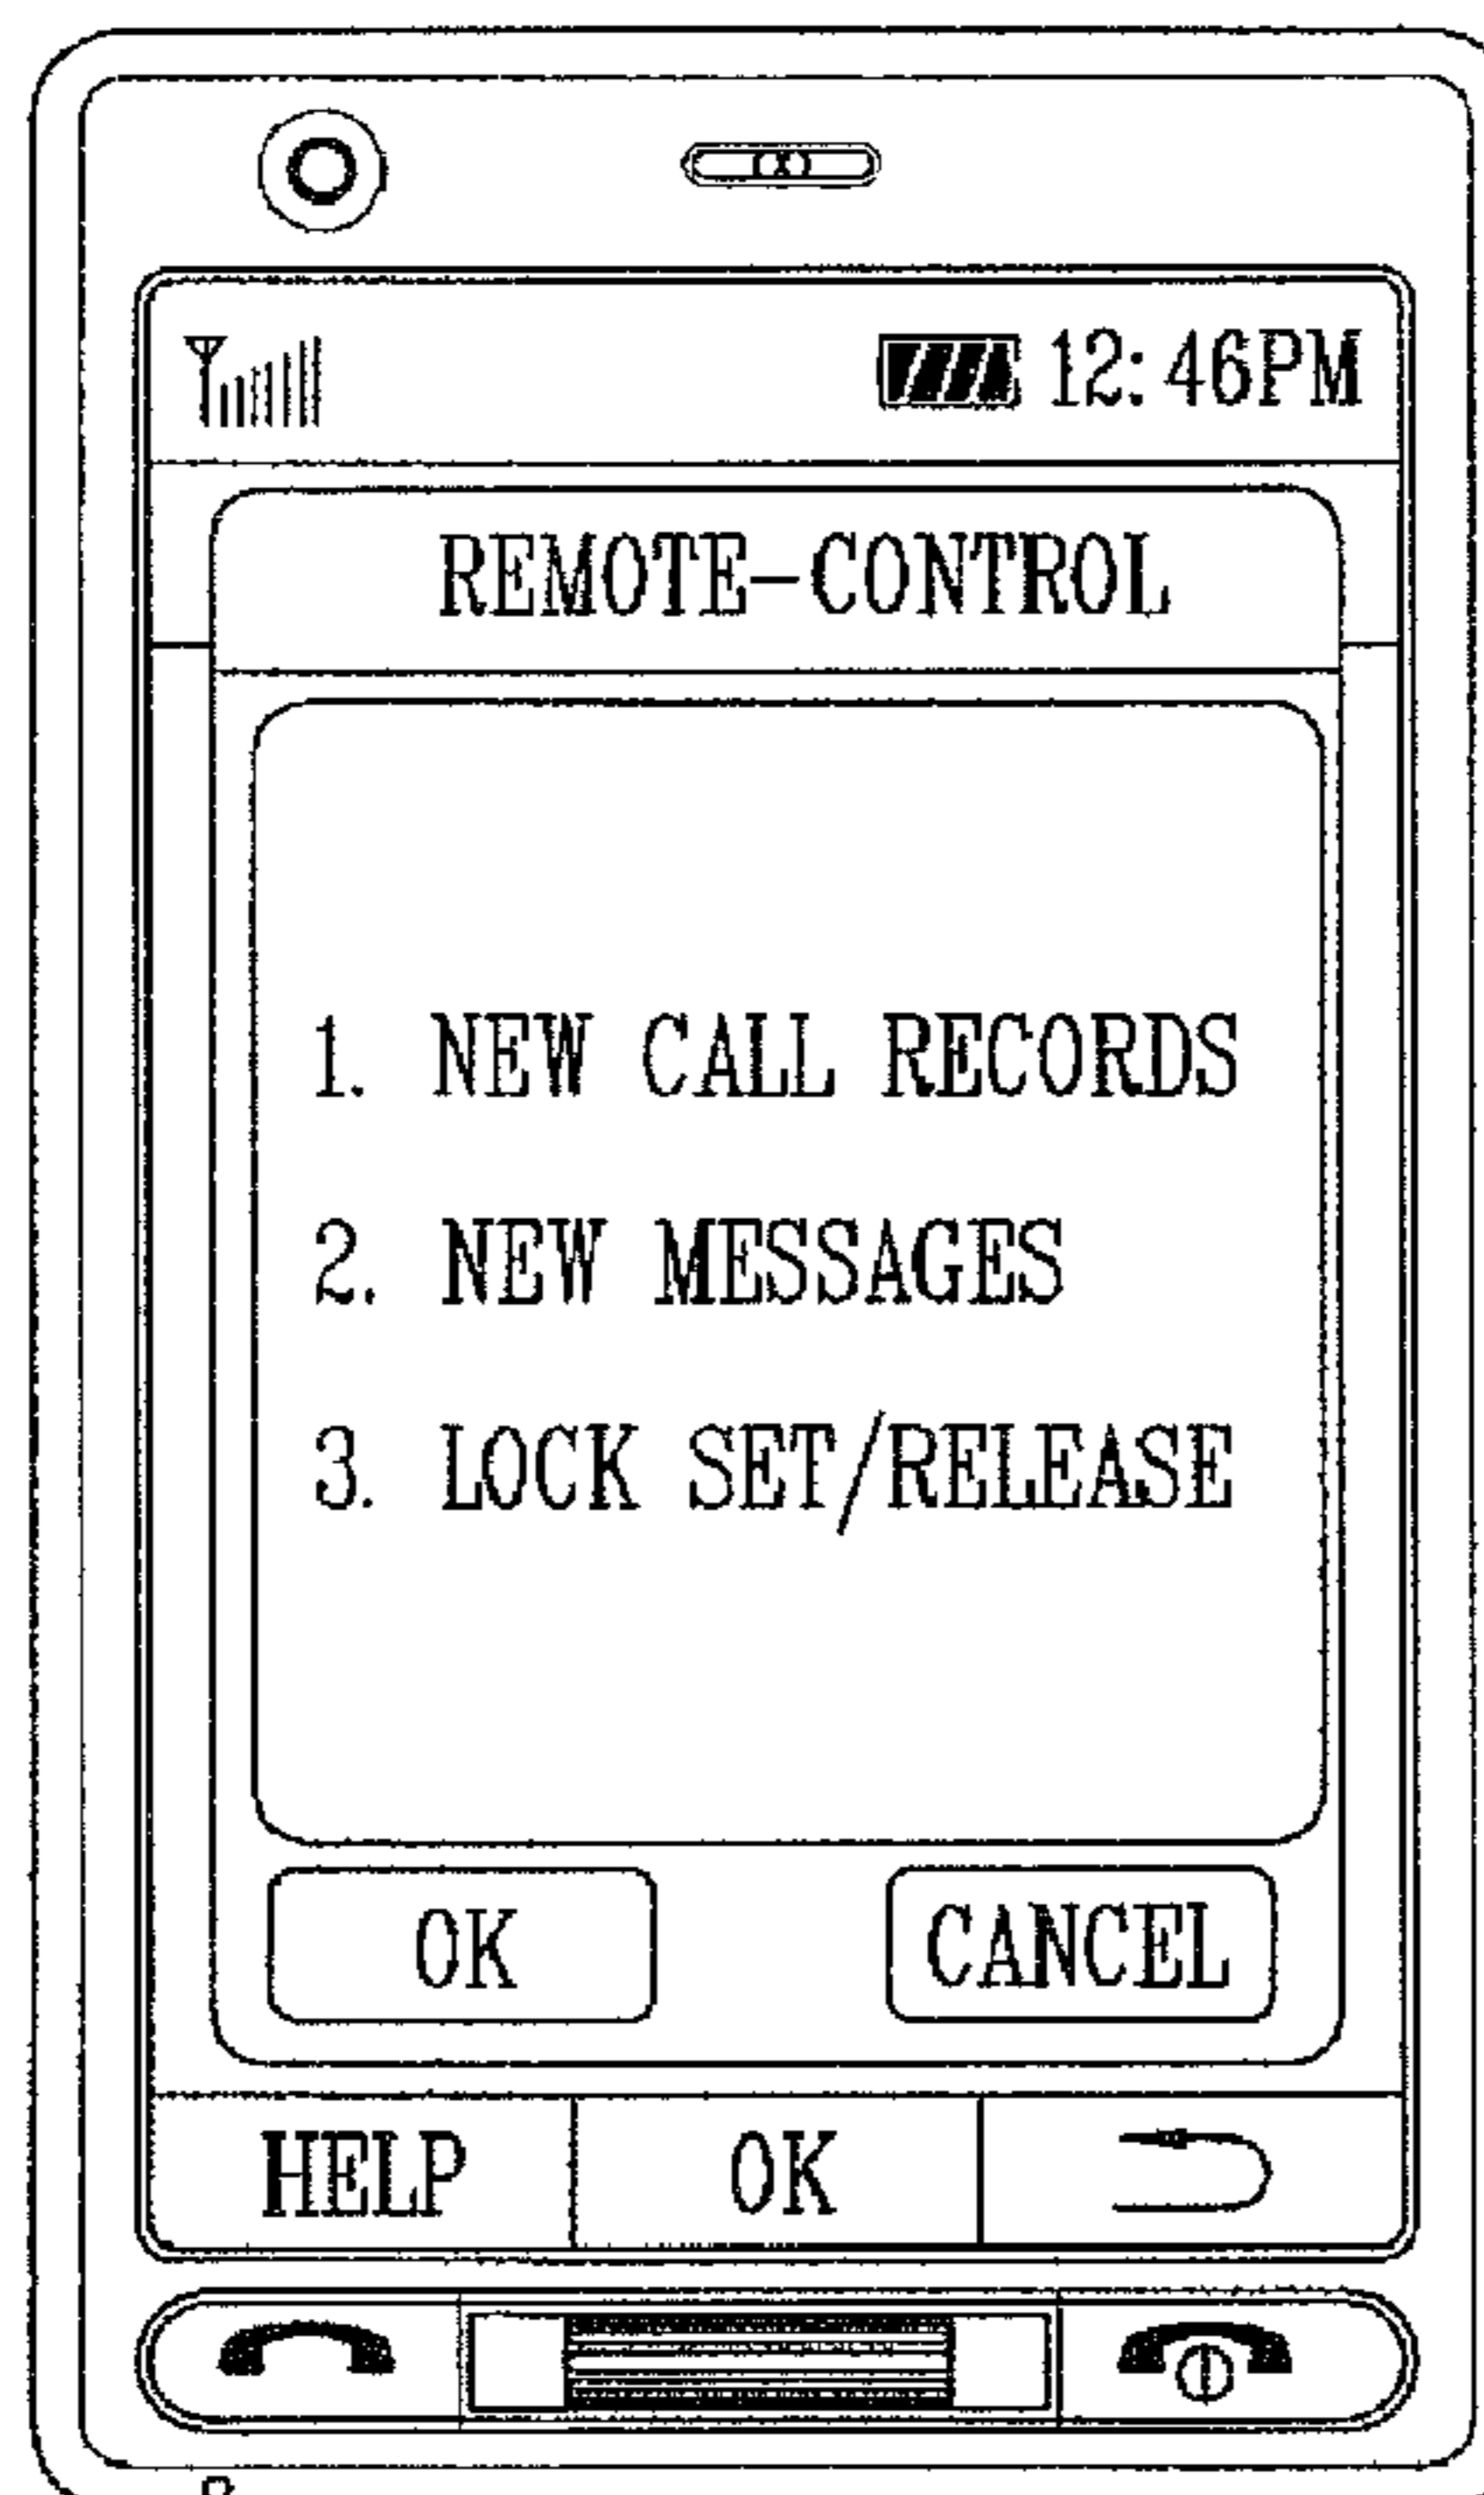 12:46PM
REMOTE-CONTROL
1. NEW CALL RECORDS
2. NEW MESSAGES
3. LOCK SET/RELEASE
OK CANCEL
HELP OK